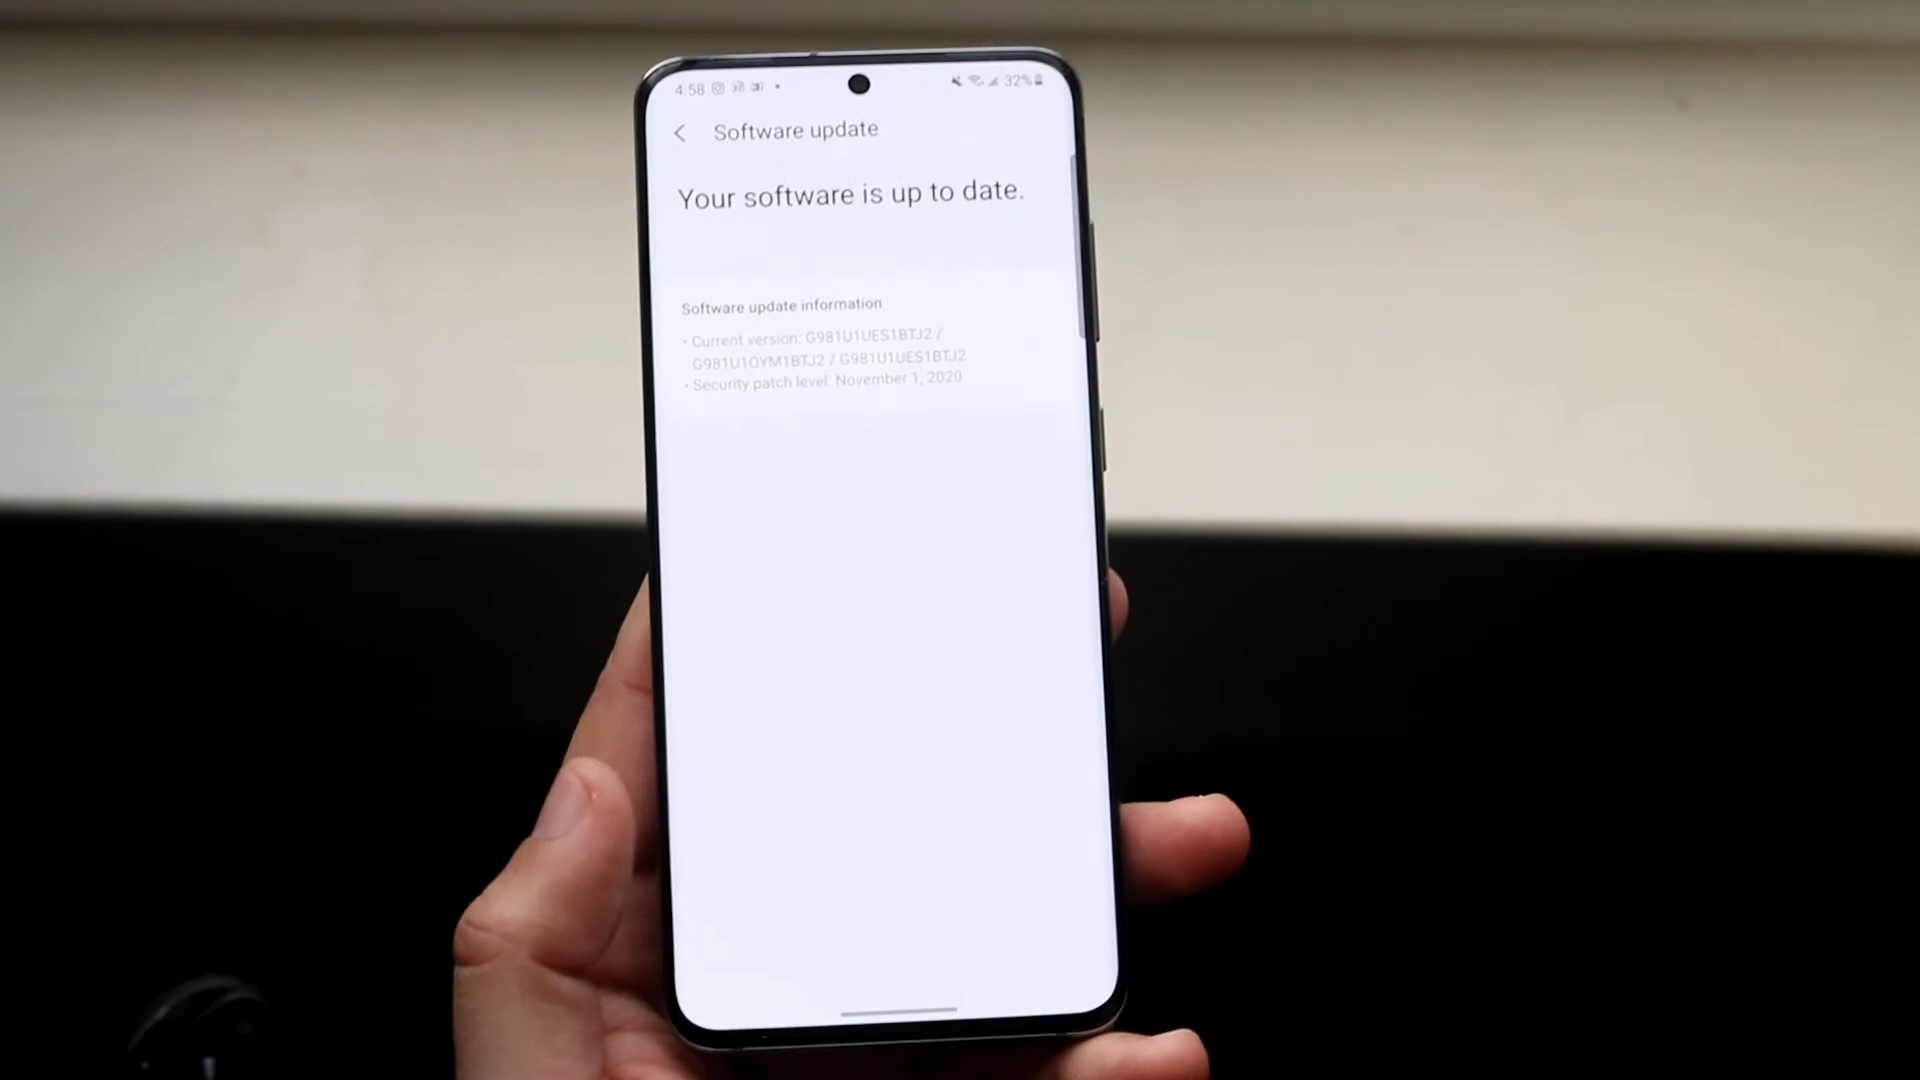 4:58 32%
Software update
Your software is up to date.
Software update information
• Current version: G981U1UES1BTJ2 /
G981U1OYM1BTJ2 / G981U1UES1BTJ2
• Security patch level: November 1, 2020